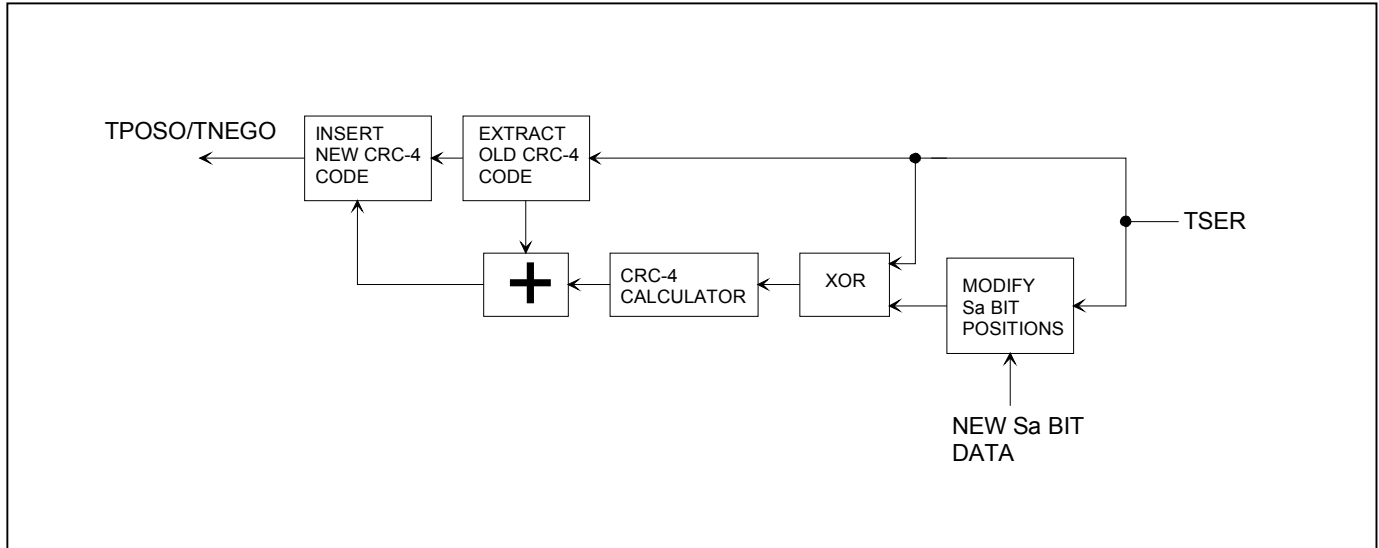 TPOSO/TNEGO
INSERT
NEW CRC-4
CODE
EXTRACT
OLD CRC-4
CODE
TSER
+
CRC-4
CALCULATOR
XOR
MODIFY
Sa BIT
POSITIONS
NEW Sa BIT
DATA